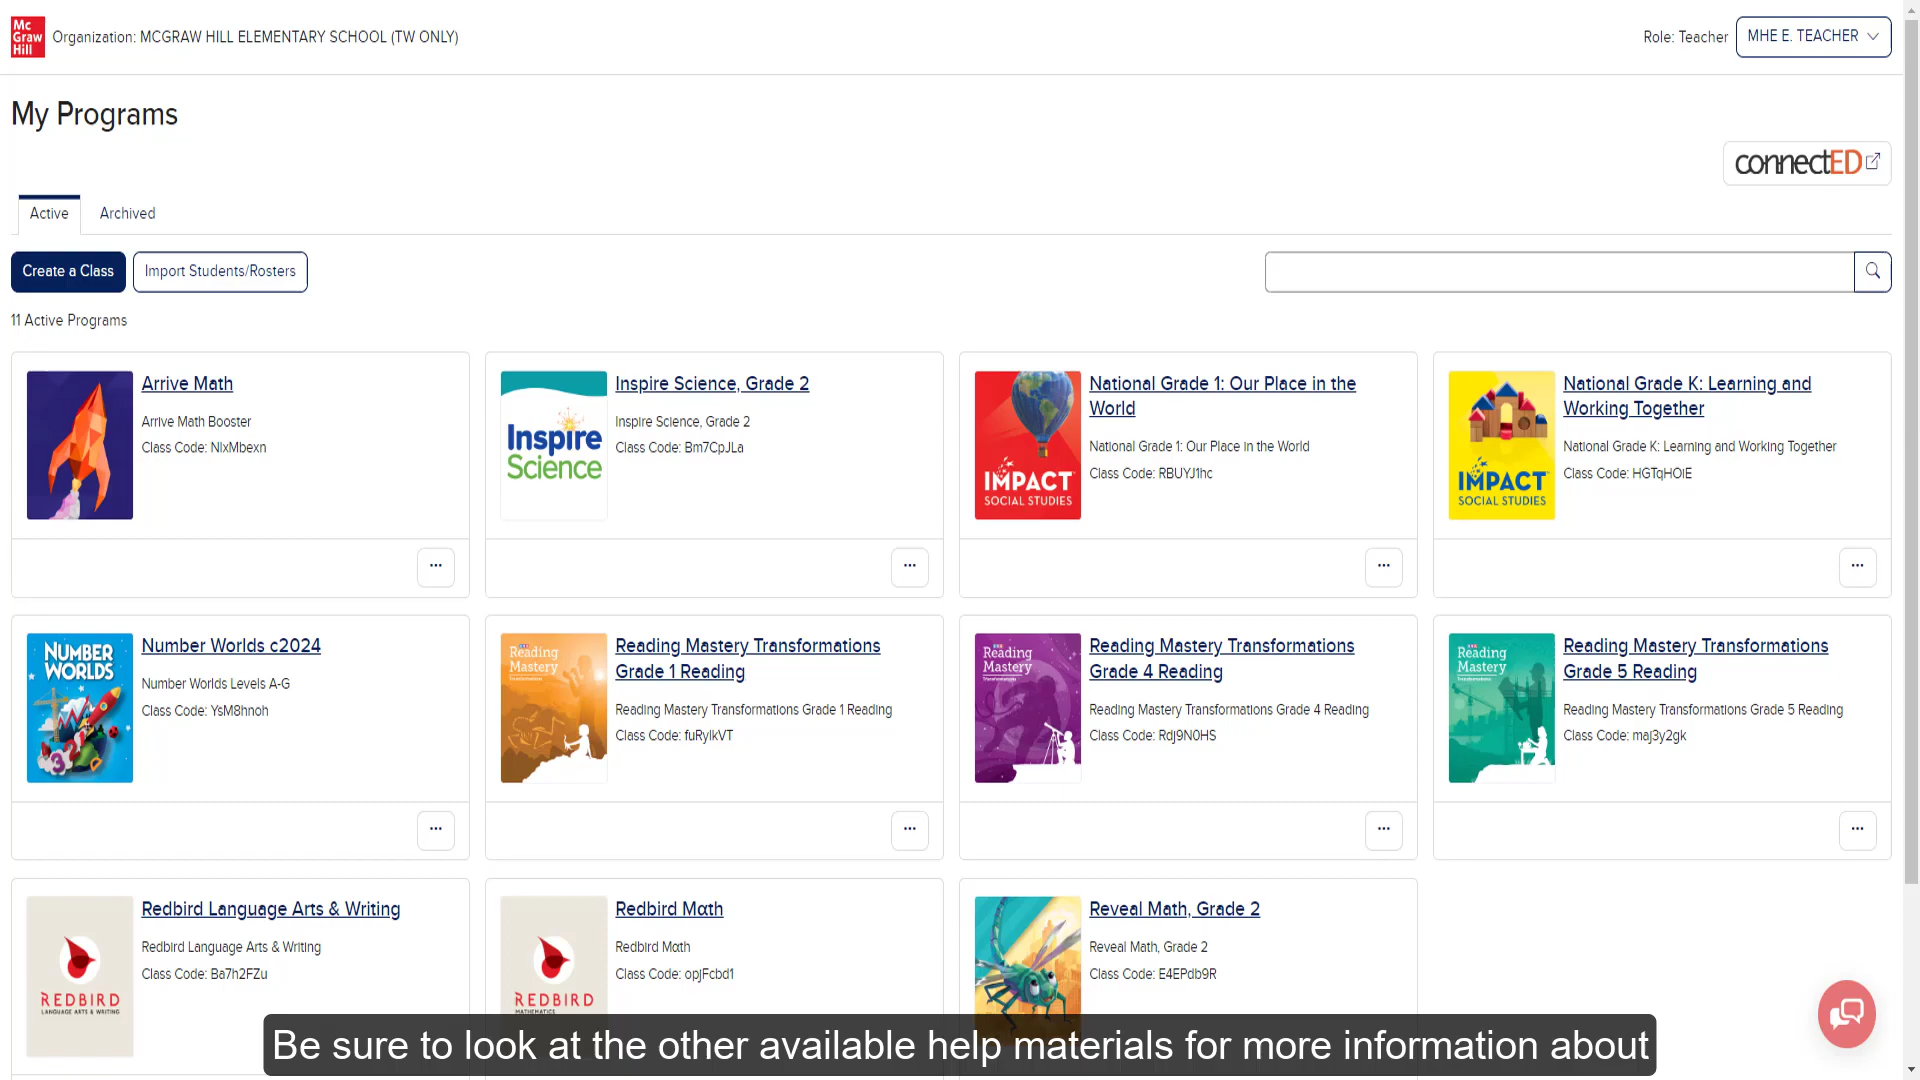 Mc
Graw
Hill
Organization: MCGRAW HILL ELEMENTARY SCHOOL (TW ONLY)
Role: Teacher
MHE E. TEACHER
My Programs
connectED
Active
Archived
Create a Class
Import Students/Rosters
11 Active Programs
Arrive Math
Arrive Math Booster
Class Code: NIxMbexn
Inspire
Science
Inspire Science, Grade 2
Inspire Science, Grade 2
Class Code: Bm7CpJLa
IMPACT
SOCIAL STUDIES
National Grade 1: Our Place in the
World
National Grade 1: Our Place in the World
Class Code: RBUYJ1hc
IMPACT
SOCIAL STUDIES
National Grade K: Learning and
Working Together
National Grade K: Learning and Working Together
Class Code: HGTqHOIE
NUMBER
WORLDS
Number Worlds c2024
Number Worlds Levels A-G
Class Code: YsM8hnoh
Reading
Mastery
Transformations
Reading Mastery Transformations
Grade 1 Reading
Reading Mastery Transformations Grade 1 Reading
Class Code: fuRylkVT
Reading
Mastery
Transformations
Reading Mastery Transformations
Grade 4 Reading
Reading Mastery Transformations Grade 4 Reading
Class Code: Rdj9N0HS
Reading
Mastery
Transformations
Reading Mastery Transformations
Grade 5 Reading
Reading Mastery Transformations Grade 5 Reading
Class Code: maj3y2gk
REDBIRD
LANGUAGE ARTS & WRITING
Redbird Language Arts & Writing
Redbird Language Arts & Writing
Class Code: Ba7h2FZu
REDBIRD
MATHEMATICS
Redbird Math
Redbird Math
Class Code: opjFcbd1
Reveal Math, Grade 2
Reveal Math, Grade 2
Class Code: E4EPdb9R
Be sure to look at the other available help materials for more information about